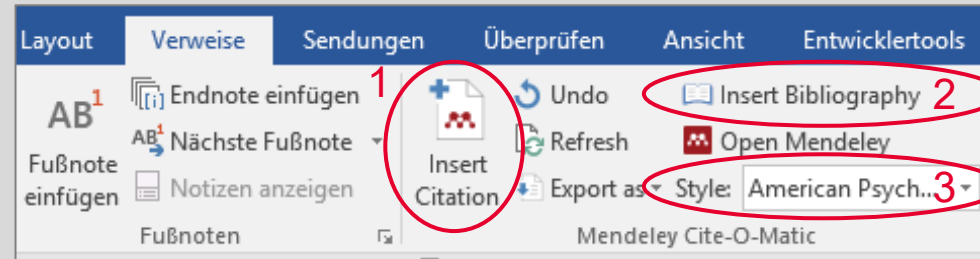 Layout Verweise Sendungen Überprüfen Ansicht Entwicklertools
AB1
Fußnote
einfügen
Endnote einfügen
AB1 Nächste Fußnote
Notizen anzeigen
Fußnoten
1
Insert
Citation
Undo
Refresh
Export as
Insert Bibliography 2
Open Mendeley
Style: American Psych... 3
Mendeley Cite-O-Matic